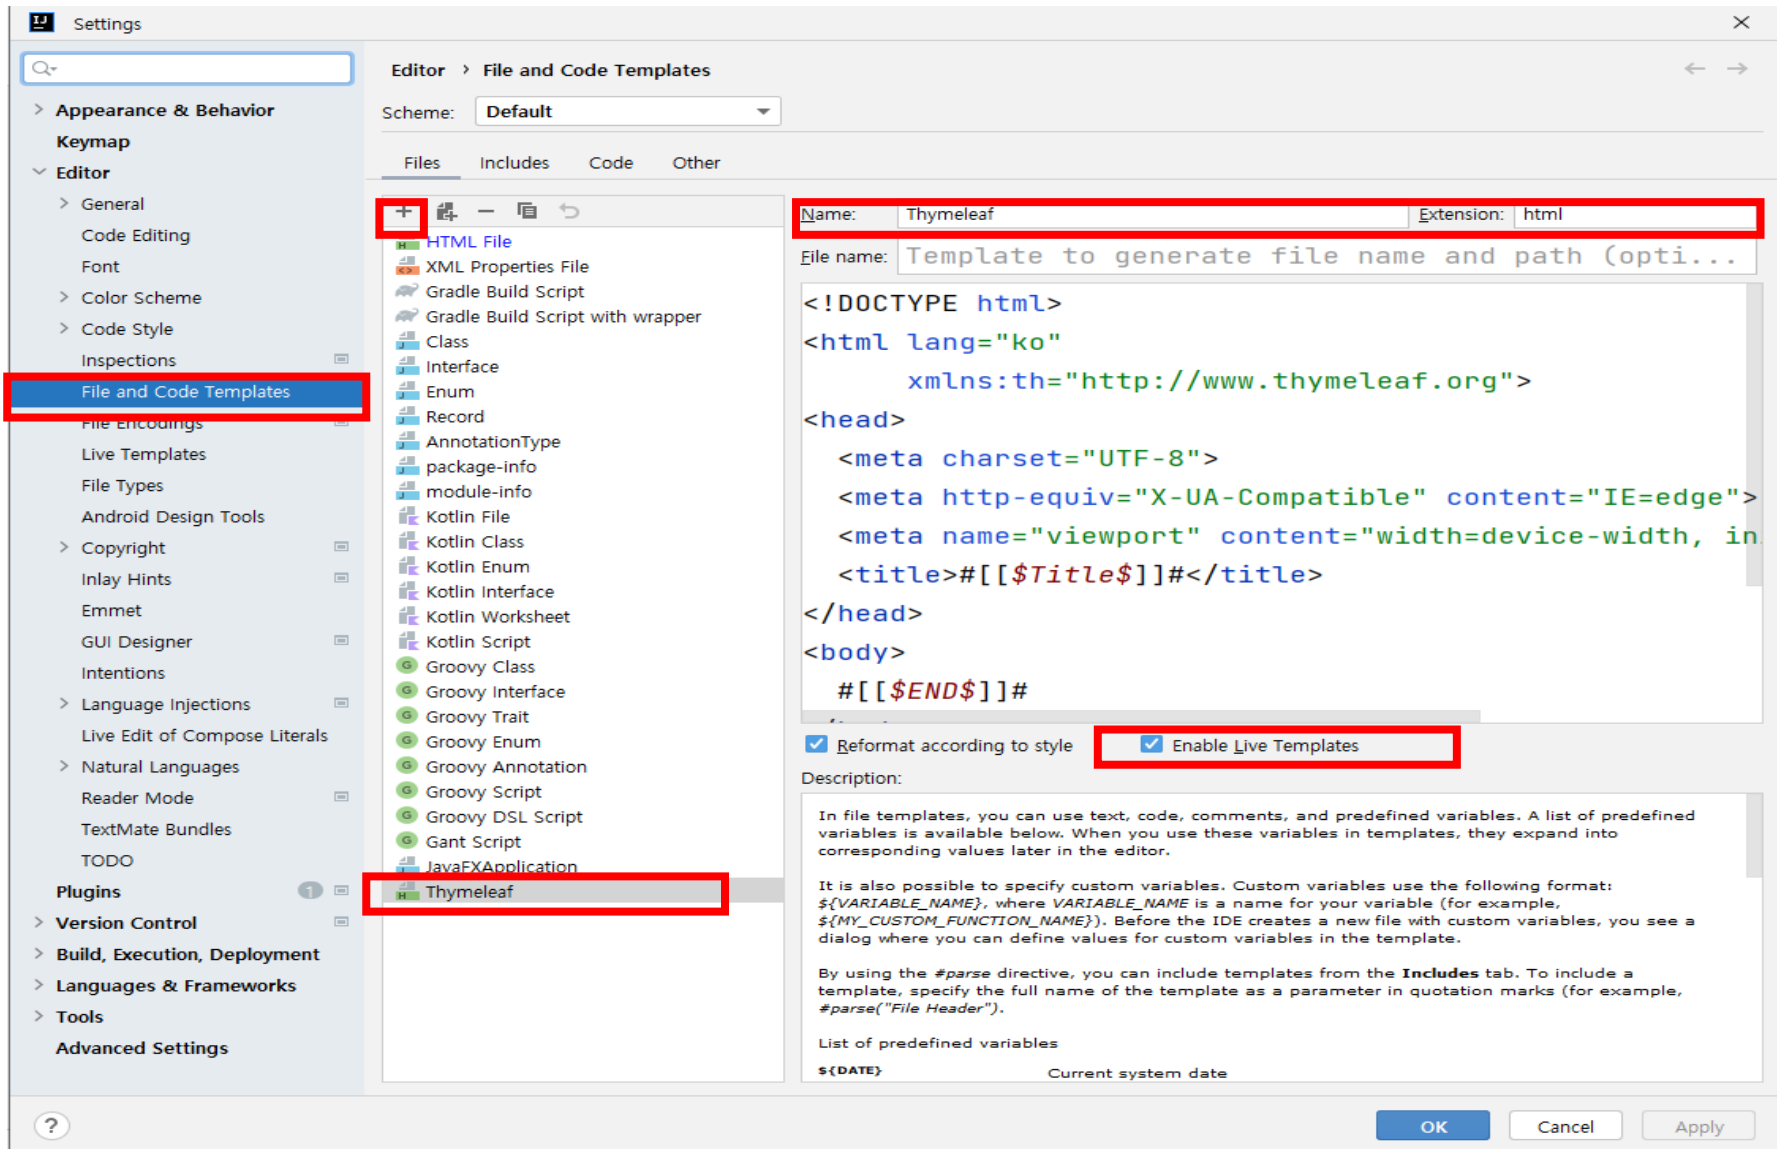 Settings
Editor › File and Code Templates
Scheme: Default
Files Includes Code Other
Appearance & Behavior
Keymap
Editor
General
Code Editing
Font
Color Scheme
Code Style
Inspections
File and Code Templates
File Encodings
Live Templates
File Types
Android Design Tools
Copyright
Inlay Hints
Emmet
GUI Designer
Intentions
Language Injections
Live Edit of Compose Literals
Natural Languages
Reader Mode
TextMate Bundles
TODO
Plugins 1
Version Control
Build, Execution, Deployment
Languages & Frameworks
Tools
Advanced Settings
HTML File
XML Properties File
Gradle Build Script
Gradle Build Script with wrapper
Class
Interface
Enum
Record
AnnotationType
package-info
module-info
Kotlin File
Kotlin Class
Kotlin Enum
Kotlin Interface
Kotlin Worksheet
Kotlin Script
Groovy Class
Groovy Interface
Groovy Trait
Groovy Enum
Groovy Annotation
Groovy Script
Groovy DSL Script
Gant Script
JavaFXApplication
Thymeleaf
Name: Thymeleaf Extension: html
File name: Template to generate file name and path (opti...
<!DOCTYPE html>
<html lang="ko"
xmlns:th="http://www.thymeleaf.org">
<head>
<meta charset="UTF-8">
<meta http-equiv="X-UA-Compatible" content="IE=edge">
<meta name="viewport" content="width=device-width, in
<title>#[[$Title$]]#</title>
</head>
<body>
#[[$END$]]#
Reformat according to style Enable Live Templates
Description:
In file templates, you can use text, code, comments, and predefined variables. A list of predefined
variables is available below. When you use these variables in templates, they expand into
corresponding values later in the editor.
It is also possible to specify custom variables. Custom variables use the following format:
${VARIABLE_NAME}, where VARIABLE_NAME is a name for your variable (for example,
${MY_CUSTOM_FUNCTION_NAME}). Before the IDE creates a new file with custom variables, you see a
dialog where you can define values for custom variables in the template.
By using the #parse directive, you can include templates from the Includes tab. To include a
template, specify the full name of the template as a parameter in quotation marks (for example,
#parse("File Header").
List of predefined variables
${DATE} Current system date
? OK Cancel Apply